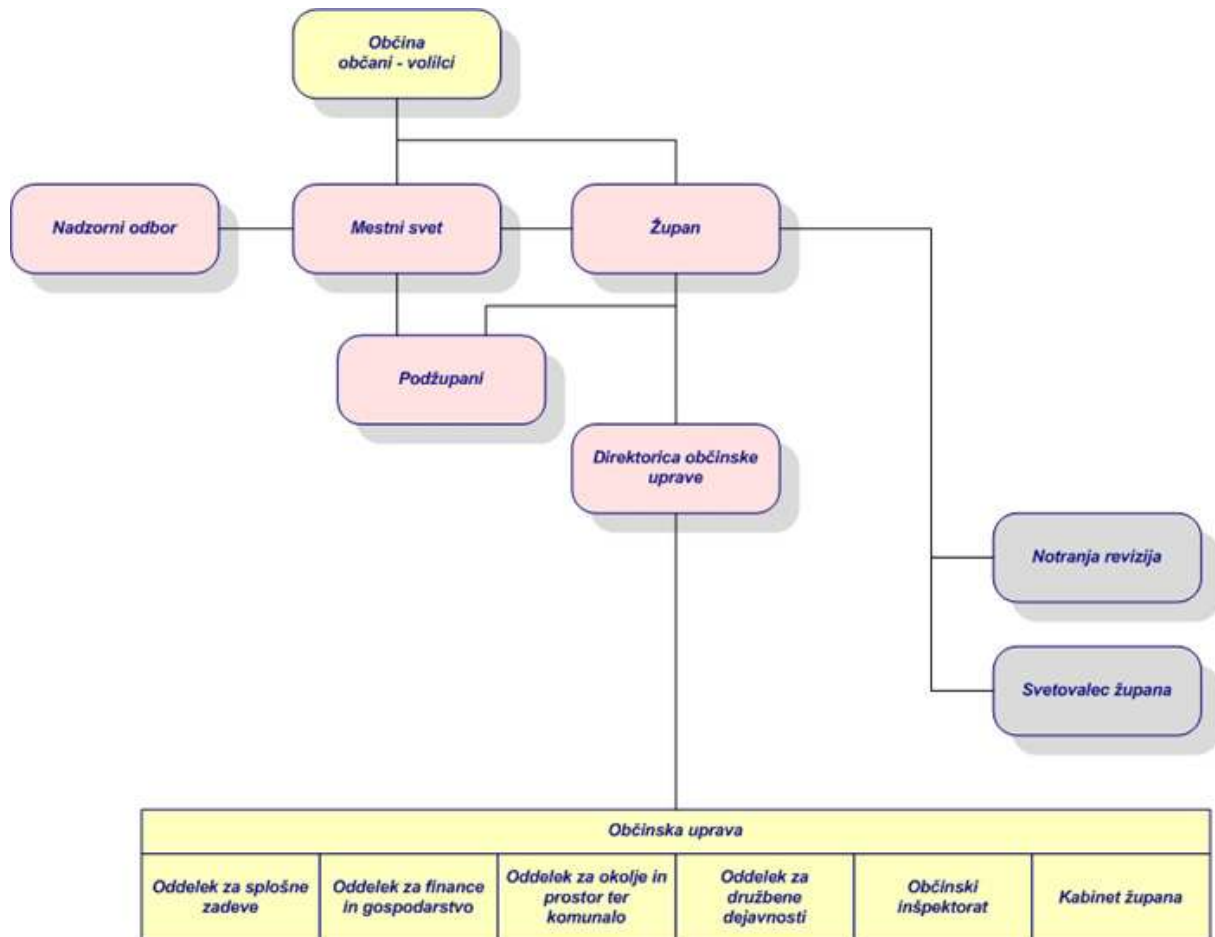 Občina
občani - volilci
Nadzorni odbor
Mestni svet
Župan
Podžupani
Direktorica občinske
uprave
Notranja revizija
Svetovalec župana
Občinska uprava
Oddelek za splošne
zadeve
Oddelek za finance
in gospodarstvo
Oddelek za okolje in
prostor ter
komunalo
Oddelek za
družbene
dejavnosti
Občinski
inšpektorat
Kabinet župana